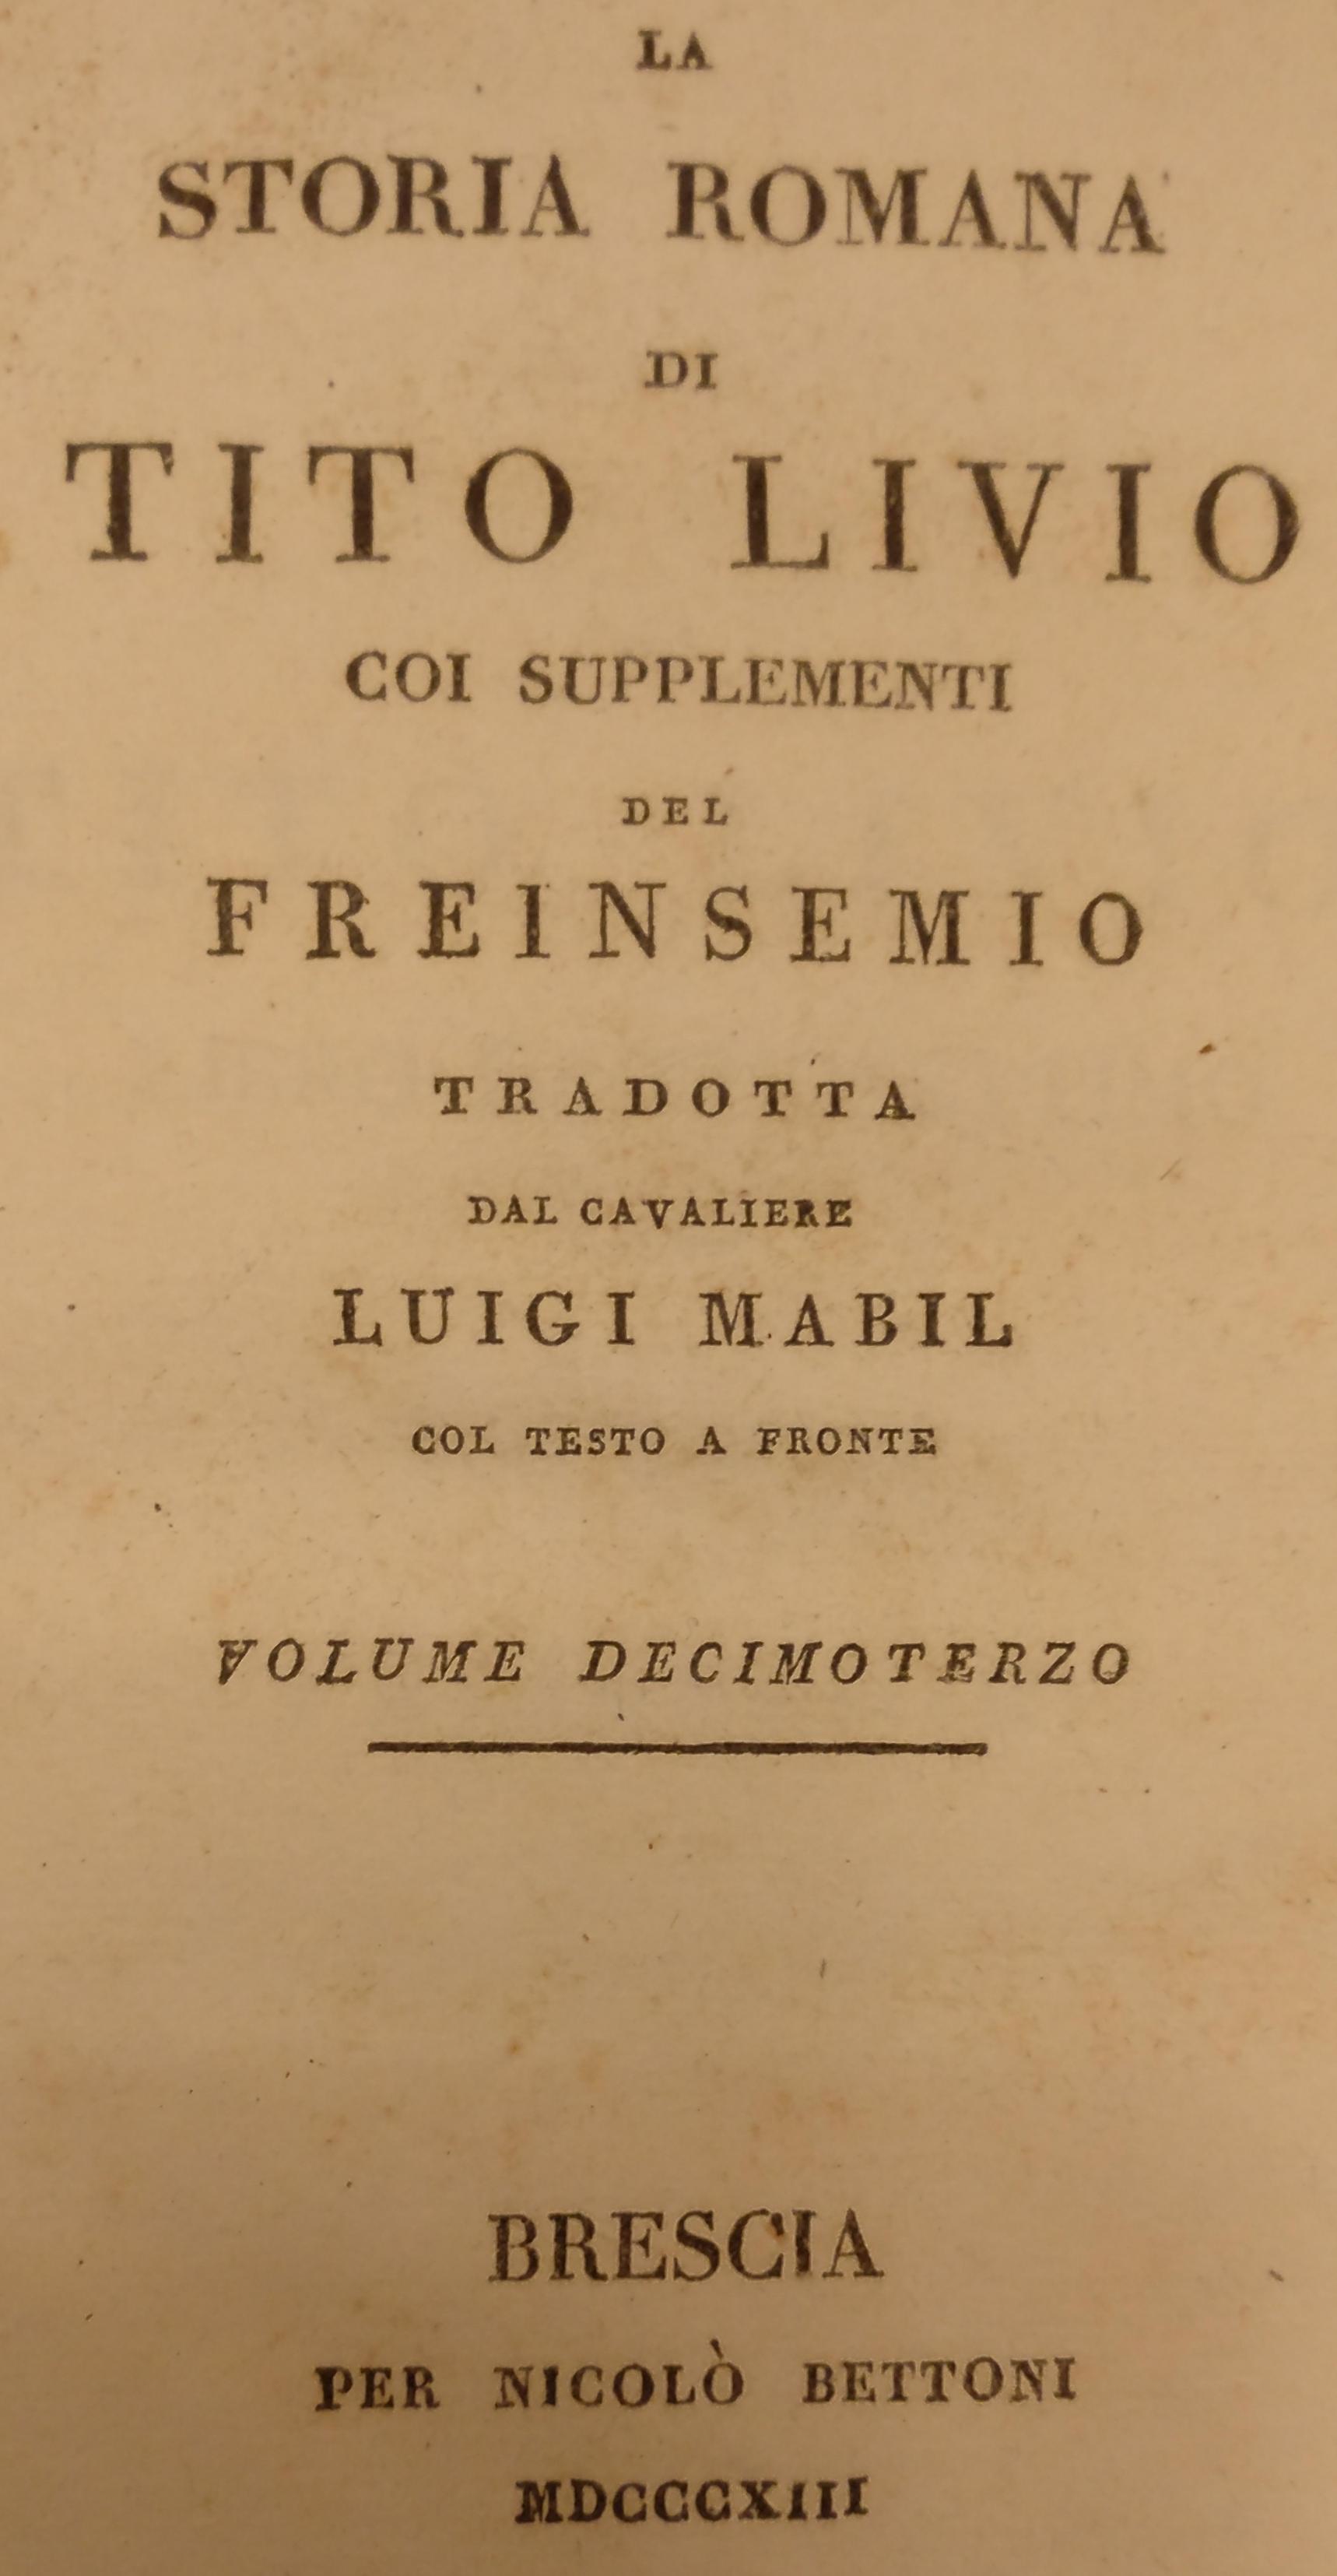 LA
STORIA ROMANA
DI
TITO LIVIO
COI SUPPLEMENTI
DEL
FREINSEMIO
TRADOTTA
DAL CAVALIERE
LUIGI MABIL
COL TESTO A FRONTE
VOLUME DECIMOTERZO
BRESCIA
PER NICOLÒ BETTONI
MDCCCXIII